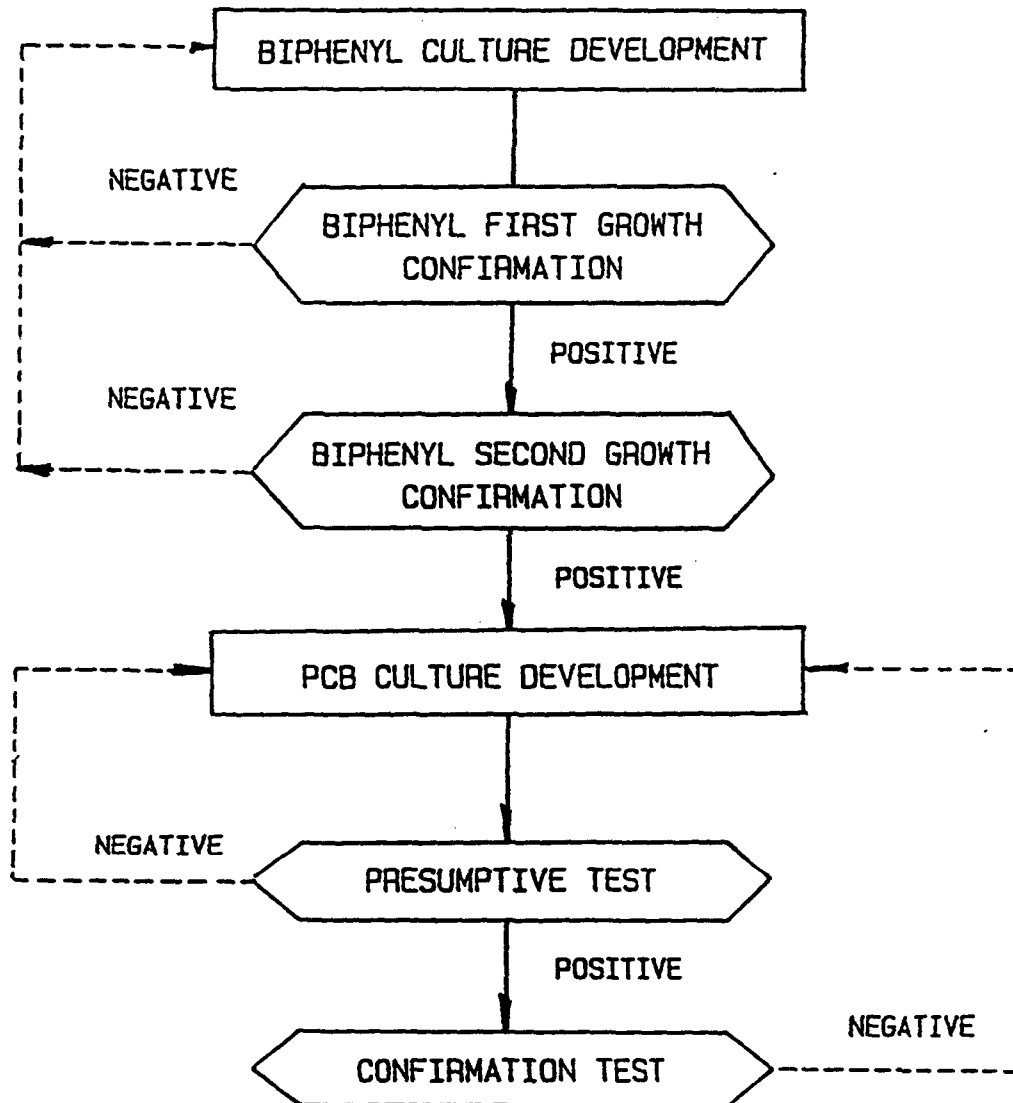 BIPHENYL CULTURE DEVELOPMENT
NEGATIVE
BIPHENYL FIRST GROWTH
CONFIRMATION
POSITIVE
NEGATIVE
BIPHENYL SECOND GROWTH
CONFIRMATION
POSITIVE
PCB CULTURE DEVELOPMENT
NEGATIVE
PRESUMPTIVE TEST
POSITIVE
NEGATIVE
CONFIRMATION TEST